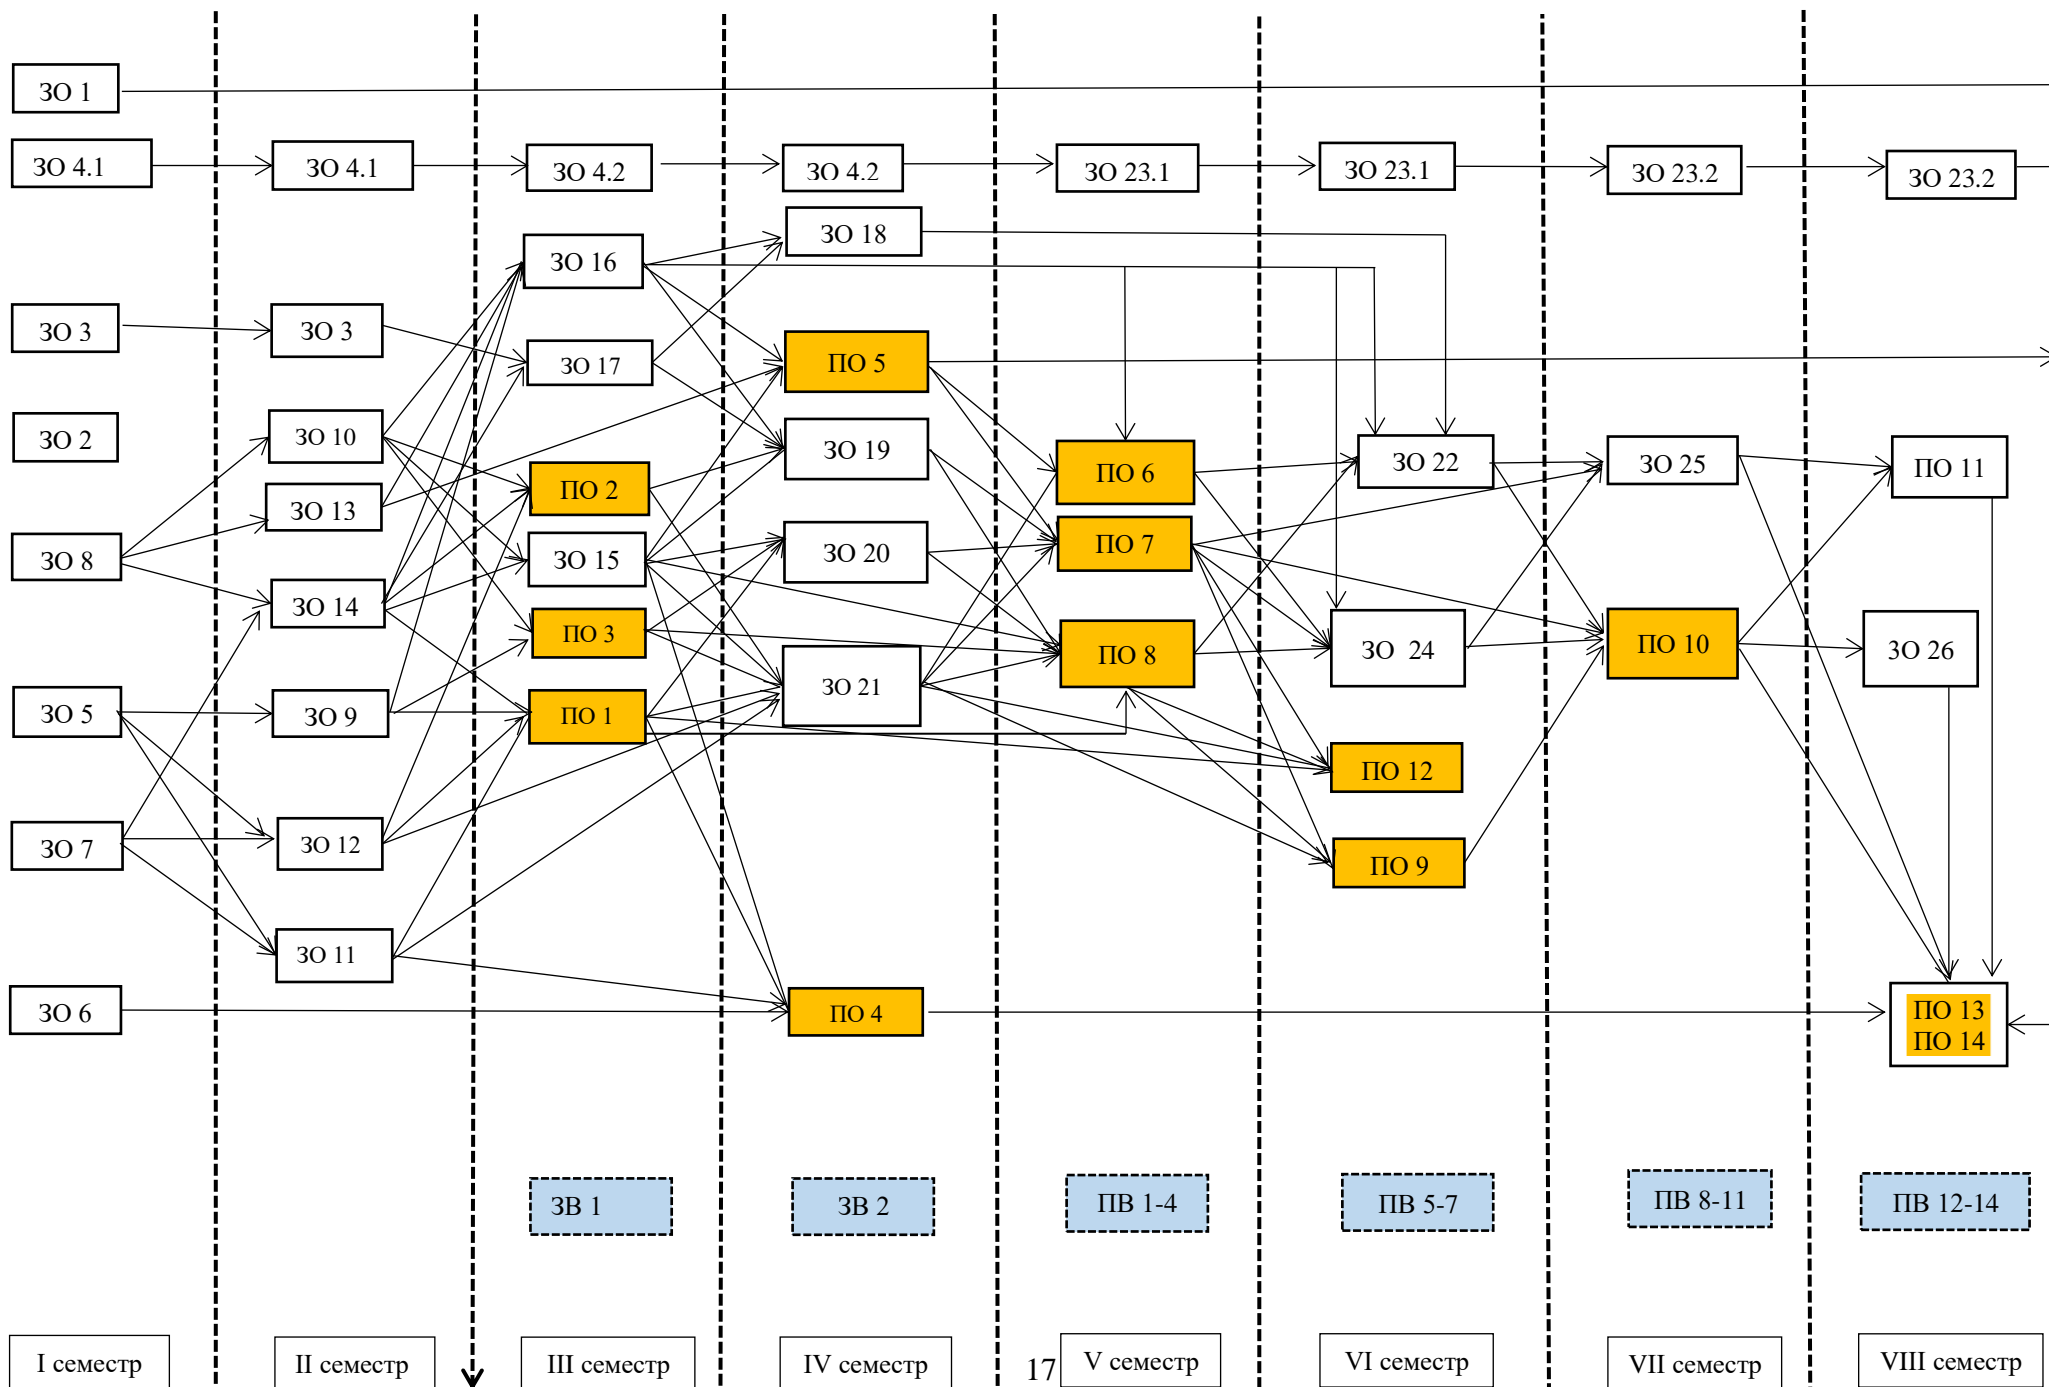 ЗО 1
ЗО 4.1
ЗО 4.1
ЗО 4.2
ЗО 4.2
ЗО 23.1
ЗО 23.1
ЗО 23.2
ЗО 23.2
ЗО 18
ЗО 16
ЗО 3
ЗО 3
ЗО 17
ПО 5
ЗО 2
ЗО 10
ЗО 19
ПО 6
ЗО 22
ЗО 25
ПО 11
ЗО 13
ПО 2
ЗО 8
ЗО 15
ЗО 20
ПО 7
ЗО 14
ПО 3
ПО 8
ЗО 24
ПО 10
ЗО 26
ЗО 5
ЗО 9
ПО 1
ЗО 21
ПО 12
ЗО 7
ЗО 12
ПО 9
ЗО 11
ЗО 6
ПО 4
ПО 13
ПО 14
ЗВ 1
ЗВ 2
ПВ 1-4
ПВ 5-7
ПВ 8-11
ПВ 12-14
I семестр
II семестр
III семестр
IV семестр
17
V семестр
VI семестр
VII семестр
VIII семестр